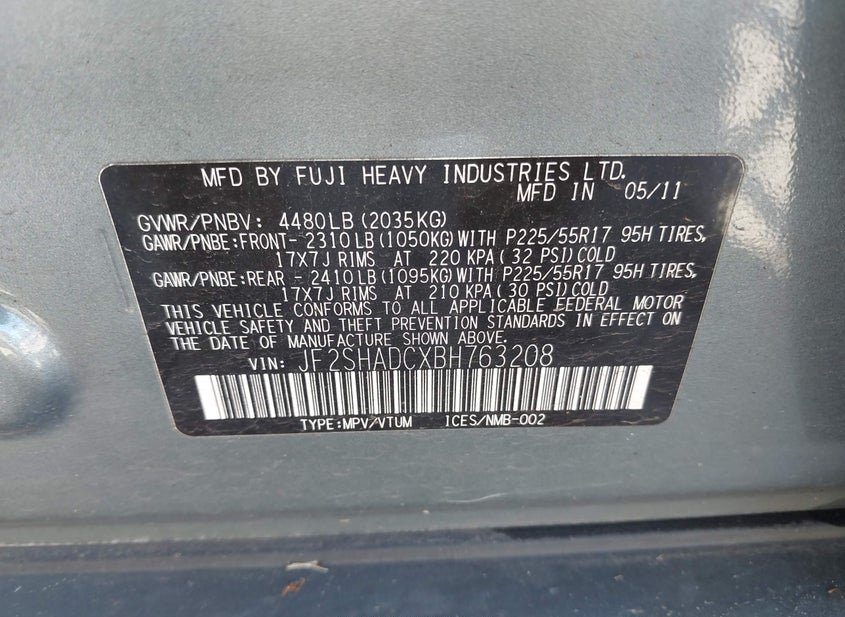 MFD BY FUJI HEAVY INDUSTRIES LTD.
MFD IN 05/11
GVWR/PNBV: 4480LB (2035KG)
GAWR/PNBE:FRONT- 2310LB (1050KG) WITH P225/55R17 95H TIRES,
17X7J RIMS AT 220 KPA (32 PSI) COLD
GAWR/PNBE:REAR - 2410LB (1095KG) WITH P225/55R17 95H TIRES,
17X7J RIMS AT 210 KPA (30 PSI) COLD
THIS VEHICLE CONFORMS TO ALL APPLICABLE FEDERAL MOTOR
VEHICLE SAFETY AND THEFT PREVENTION STANDARDS IN EFFECT ON
THE DATE OF MANUFACTURE SHOWN ABOVE.
VIN: JF2SHADCXBH763208
TYPE:MPV/VTUM ICES/NMB-002